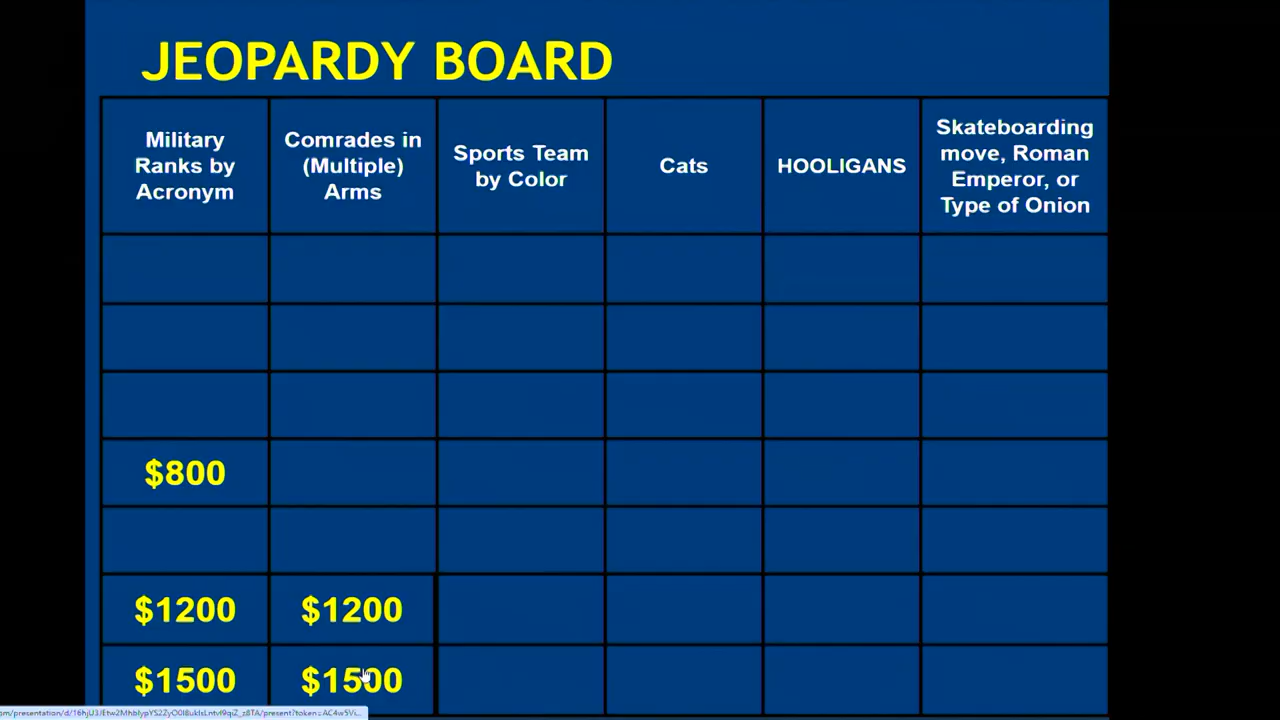 JEOPARDY BOARD
Military
Ranks by
Acronym
Comrades in
(Multiple)
Arms
Sports Team
by Color
Cats
HOOLIGANS
Skateboarding
move, Roman
Emperor, or
Type of Onion
$800
$1200
$1200
$1500
$1500